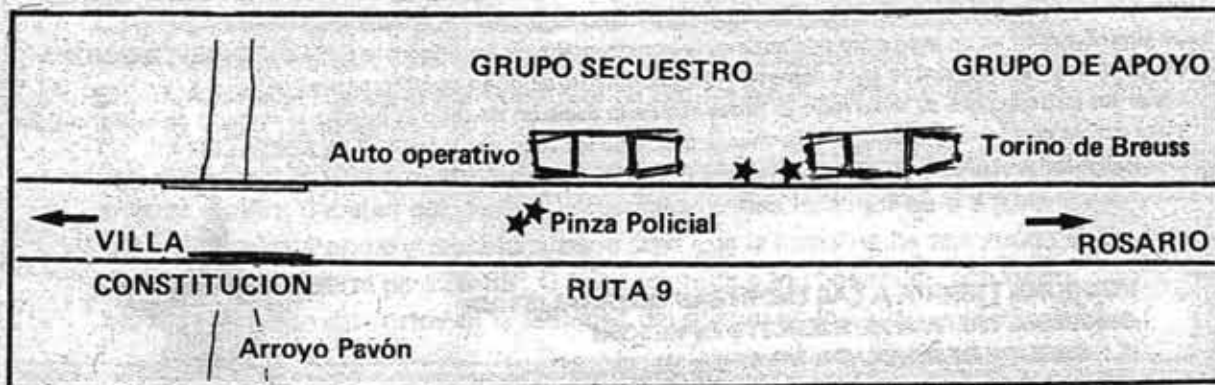 GRUPO SECUESTRO
GRUPO DE APOYO
Auto operativo
Torino de Breuss
Pinza Policial
VILLA
CONSTITUCION
ROSARIO
RUTA 9
Arroyo Pavón